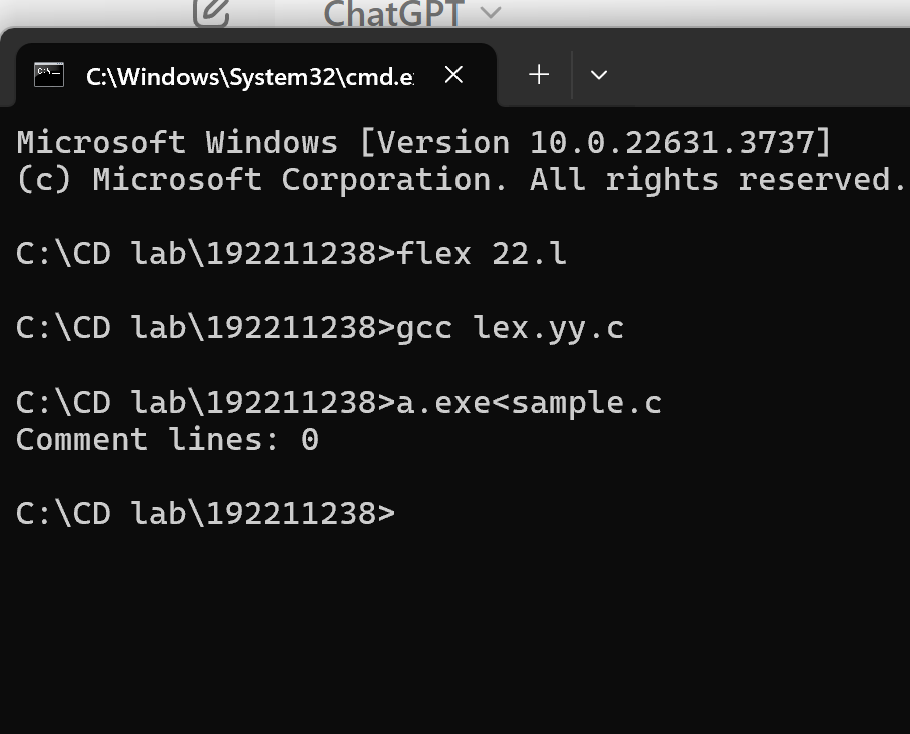 ChatGPT
C:\Windows\System32\cmd.e
Microsoft Windows [Version 10.0.22631.3737]
(c) Microsoft Corporation. All rights reserved.
C:\CD lab\192211238>flex 22.l
C:\CD lab\192211238>gcc lex.yy.c
C:\CD lab\192211238>a.exe<sample.c
Comment lines: 0
C:\CD lab\192211238>